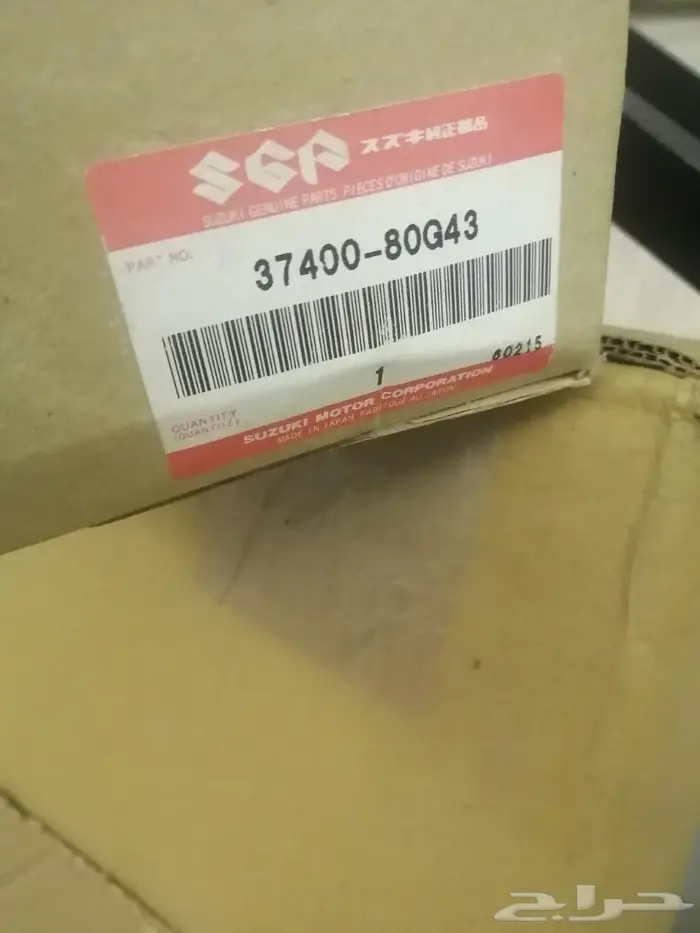 SGP スズキ純正部品
SUZUKI GENUINE PARTS PIECES D'ORIGINE DE SUZUKI
PART NO.
37400-80G43
1
60215
QUANTITY
(QUANTITE)
SUZUKI MOTOR CORPORATION
MADE IN JAPAN FABRIQUE AU JAPON
حراج